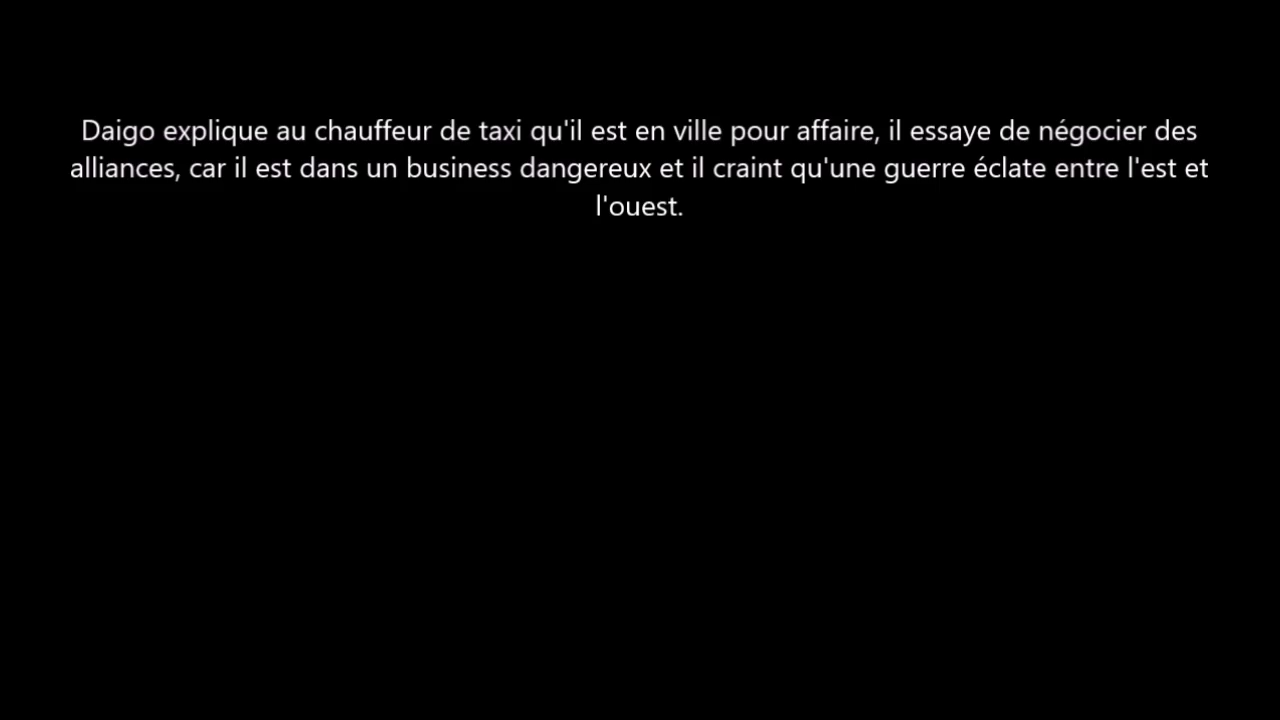 Daigo explique au chauffeur de taxi qu'il est en ville pour affaire, il essaye de négocier des
alliances, car il est dans un business dangereux et il craint qu'une guerre éclate entre l'est et
l'ouest.